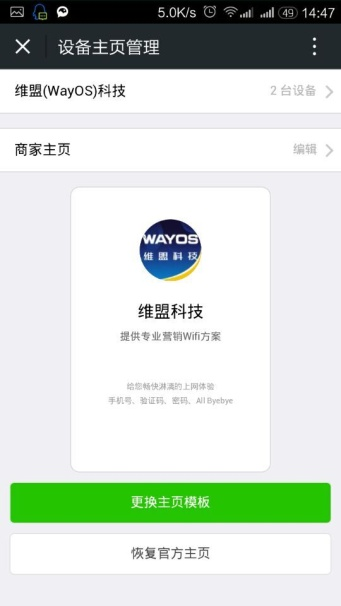 5.0K/s 49 14:47
设备主页管理
维盟(WayOS)科技 2 台设备
商家主页 编辑
WAYOS
维盟科技
维盟科技
提供专业营销Wifi方案
给您畅快淋漓的上网体验
手机号、验证码、密码、All Byebye
更换主页模板
恢复官方主页